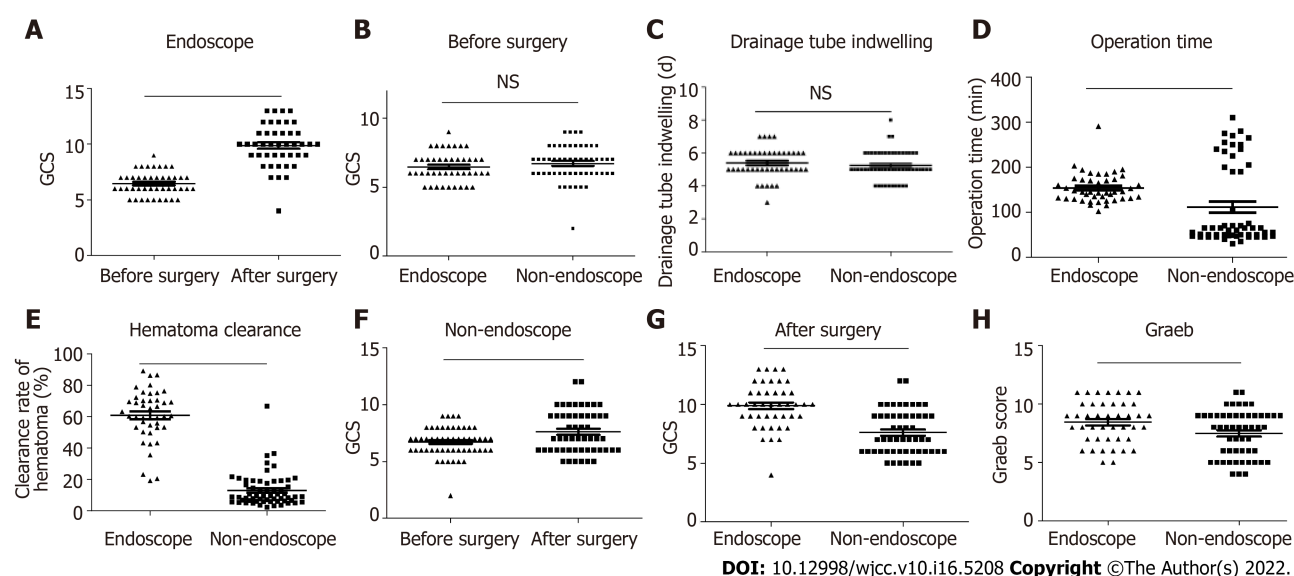 A
Endoscope
GCS
15
10
5
0
Before surgery
After surgery
B
Before surgery
NS
GCS
10
5
0
Endoscope
Non-endoscope
C
Drainage tube indwelling
NS
Drainage tube indwelling (d)
10
8
6
4
2
0
Endoscope
Non-endoscope
D
Operation time
Operation time (min)
400
300
200
100
0
Endoscope
Non-endoscope
E
Hematoma clearance
Clearance rate of
hematoma (%)
100
80
60
40
20
0
Endoscope
Non-endoscope
F
Non-endoscope
GCS
15
10
5
0
Before surgery
After surgery
G
After surgery
GCS
15
10
5
0
Endoscope
Non-endoscope
H
Graeb
Graeb score
15
10
5
0
Endoscope
Non-endoscope
DOI: 10.12998/wjcc.v10.i16.5208 Copyright ©The Author(s) 2022.